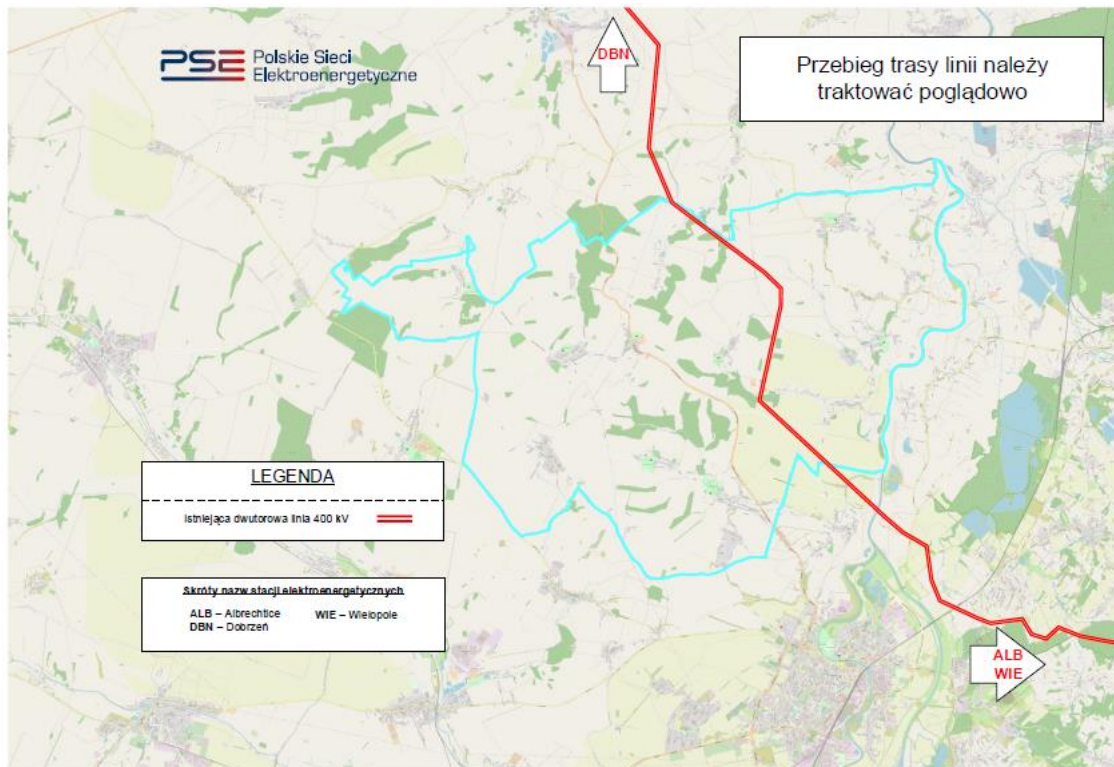 PSE Polskie Sieci
Elektroenergetyczne
DBN
Przebieg trasy linii należy
traktować poglądowo
LEGENDA
Istniejąca dwutorowa linia 400 kV
Skróty nazw stacji elektroenergetycznych
ALB – Albrechtice WIE – Wielopole
DBN – Dobrzeń
ALB
WIE